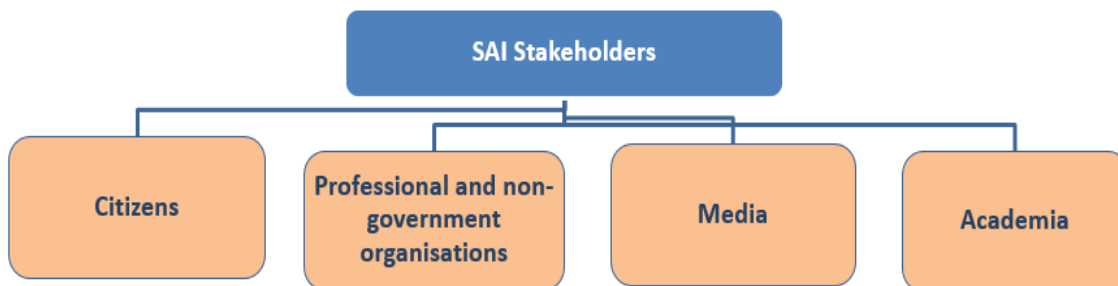 SAI Stakeholders
Citizens
Professional and non-
government
organisations
Media
Academia